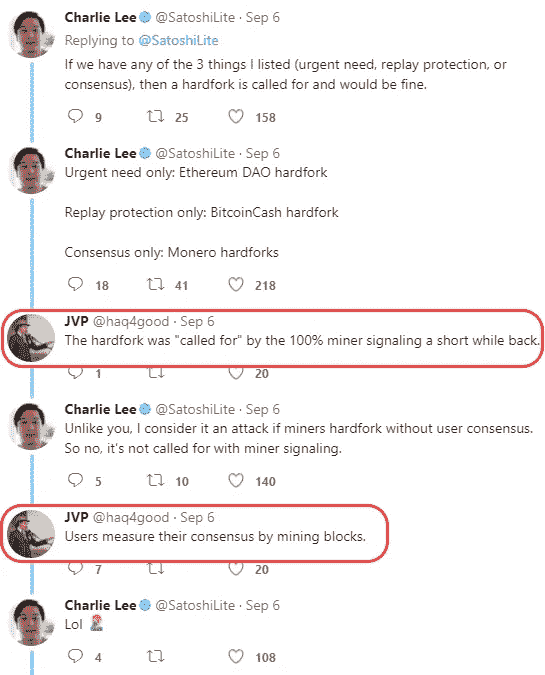 Charlie Lee @SatoshiLite · Sep 6
Replying to @SatoshiLite
If we have any of the 3 things I listed (urgent need, replay protection, or
consensus), then a hardfork is called for and would be fine.
9 25 158
Charlie Lee @SatoshiLite · Sep 6
Urgent need only: Ethereum DAO hardfork
Replay protection only: BitcoinCash hardfork
Consensus only: Monero hardforks
18 41 218
JVP @haq4good · Sep 6
The hardfork was "called for" by the 100% miner signaling a short while back.
1 20
Charlie Lee @SatoshiLite · Sep 6
Unlike you, I consider it an attack if miners hardfork without user consensus.
So no, it's not called for with miner signaling.
5 10 140
JVP @haq4good · Sep 6
Users measure their consensus by mining blocks.
7 20
Charlie Lee @SatoshiLite · Sep 6
Lol
4 108